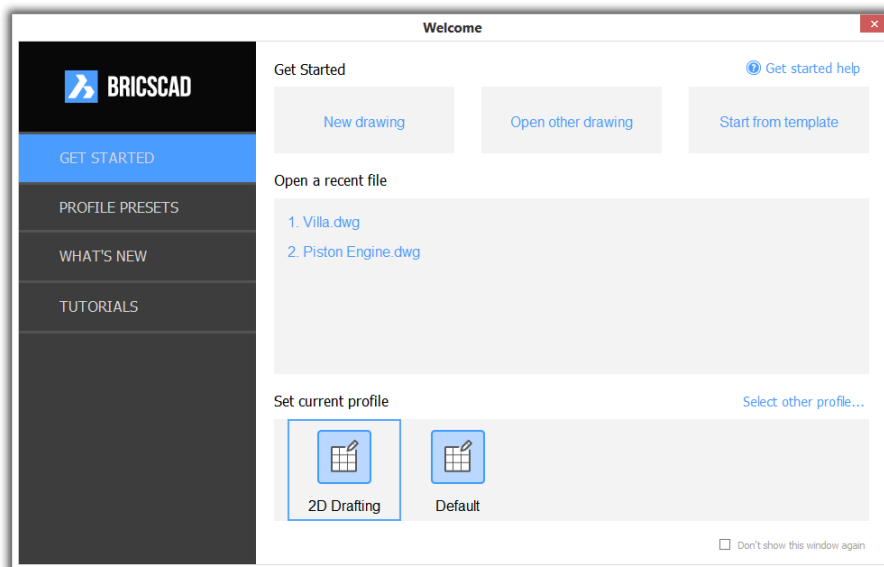 Welcome
BRICSCAD
GET STARTED
PROFILE PRESETS
WHAT'S NEW
TUTORIALS
Get Started
Get started help
New drawing
Open other drawing
Start from template
Open a recent file
1. Villa.dwg
2. Piston Engine.dwg
Set current profile
Select other profile...
2D Drafting
Default
Don't show this window again